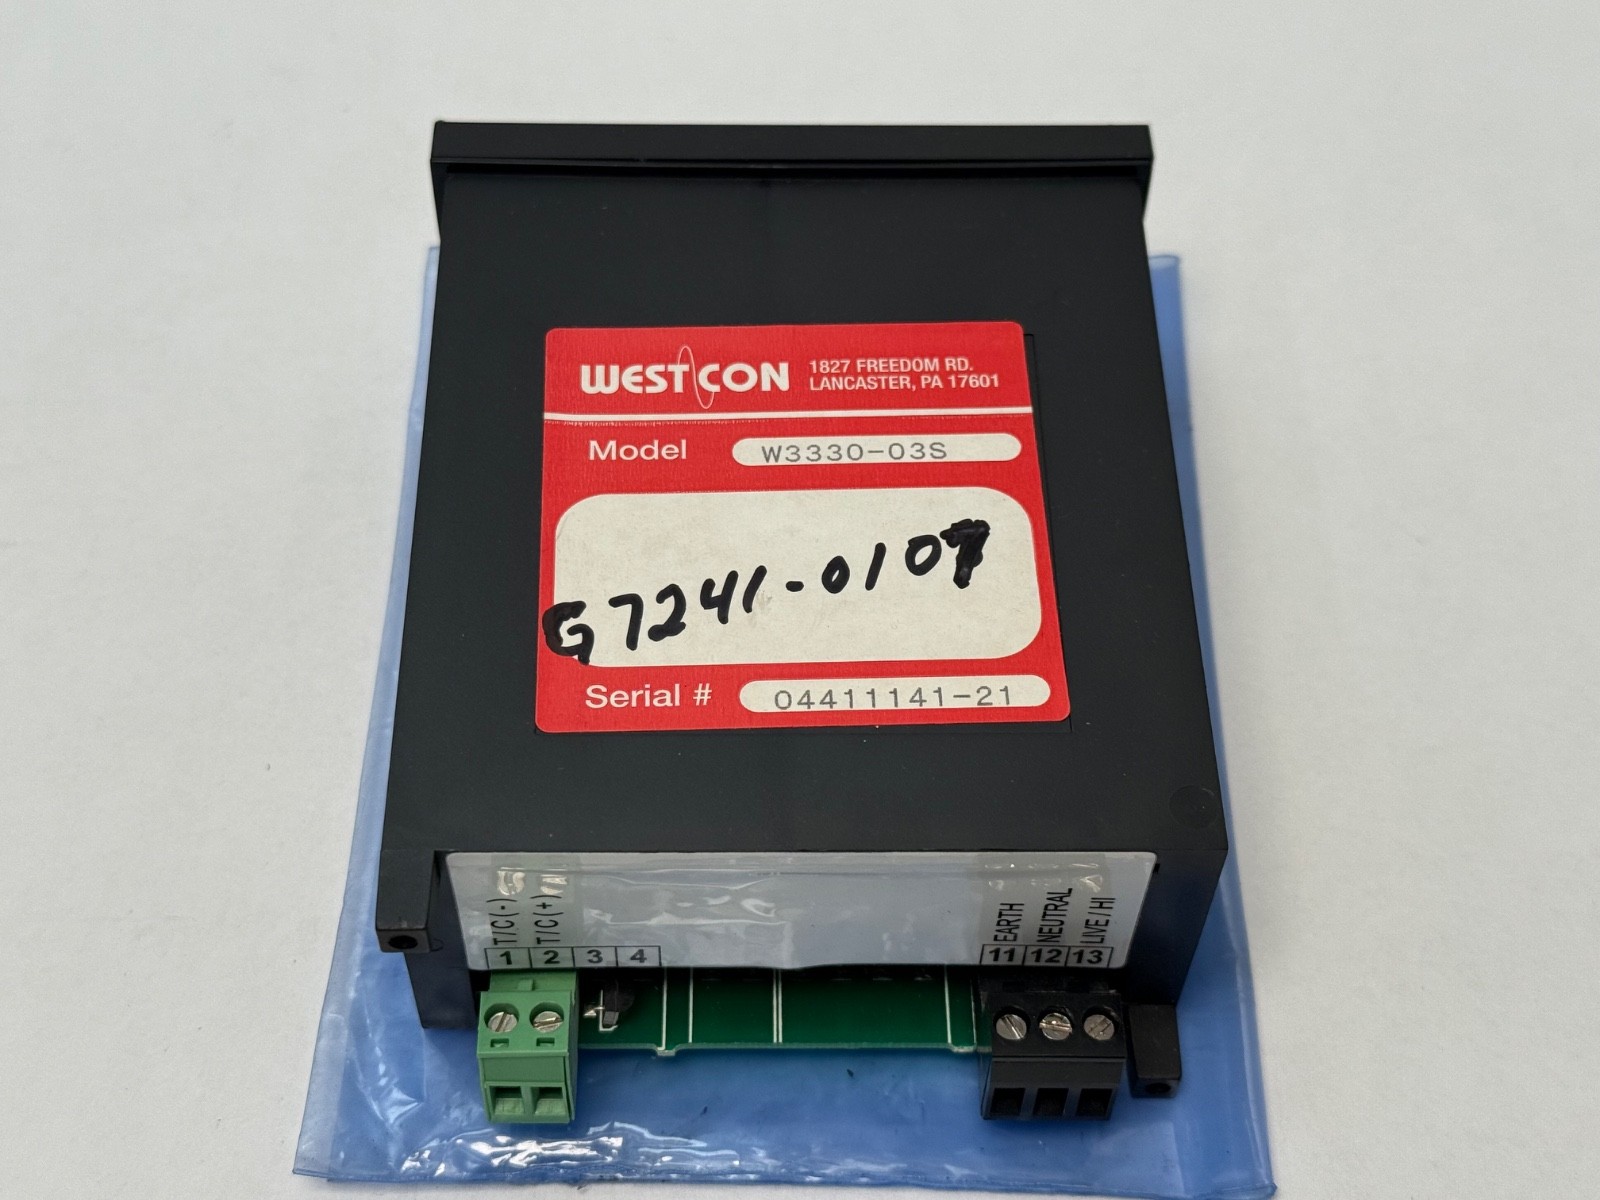 WESTCON
1827 FREEDOM RD.
LANCASTER, PA 17601
Model W3330-03S
G7241-0107
Serial # 04411141-21
T/C(-)
T/C(+)
1 2 3 4
EARTH
NEUTRAL
LIVE/HI
11 12 13